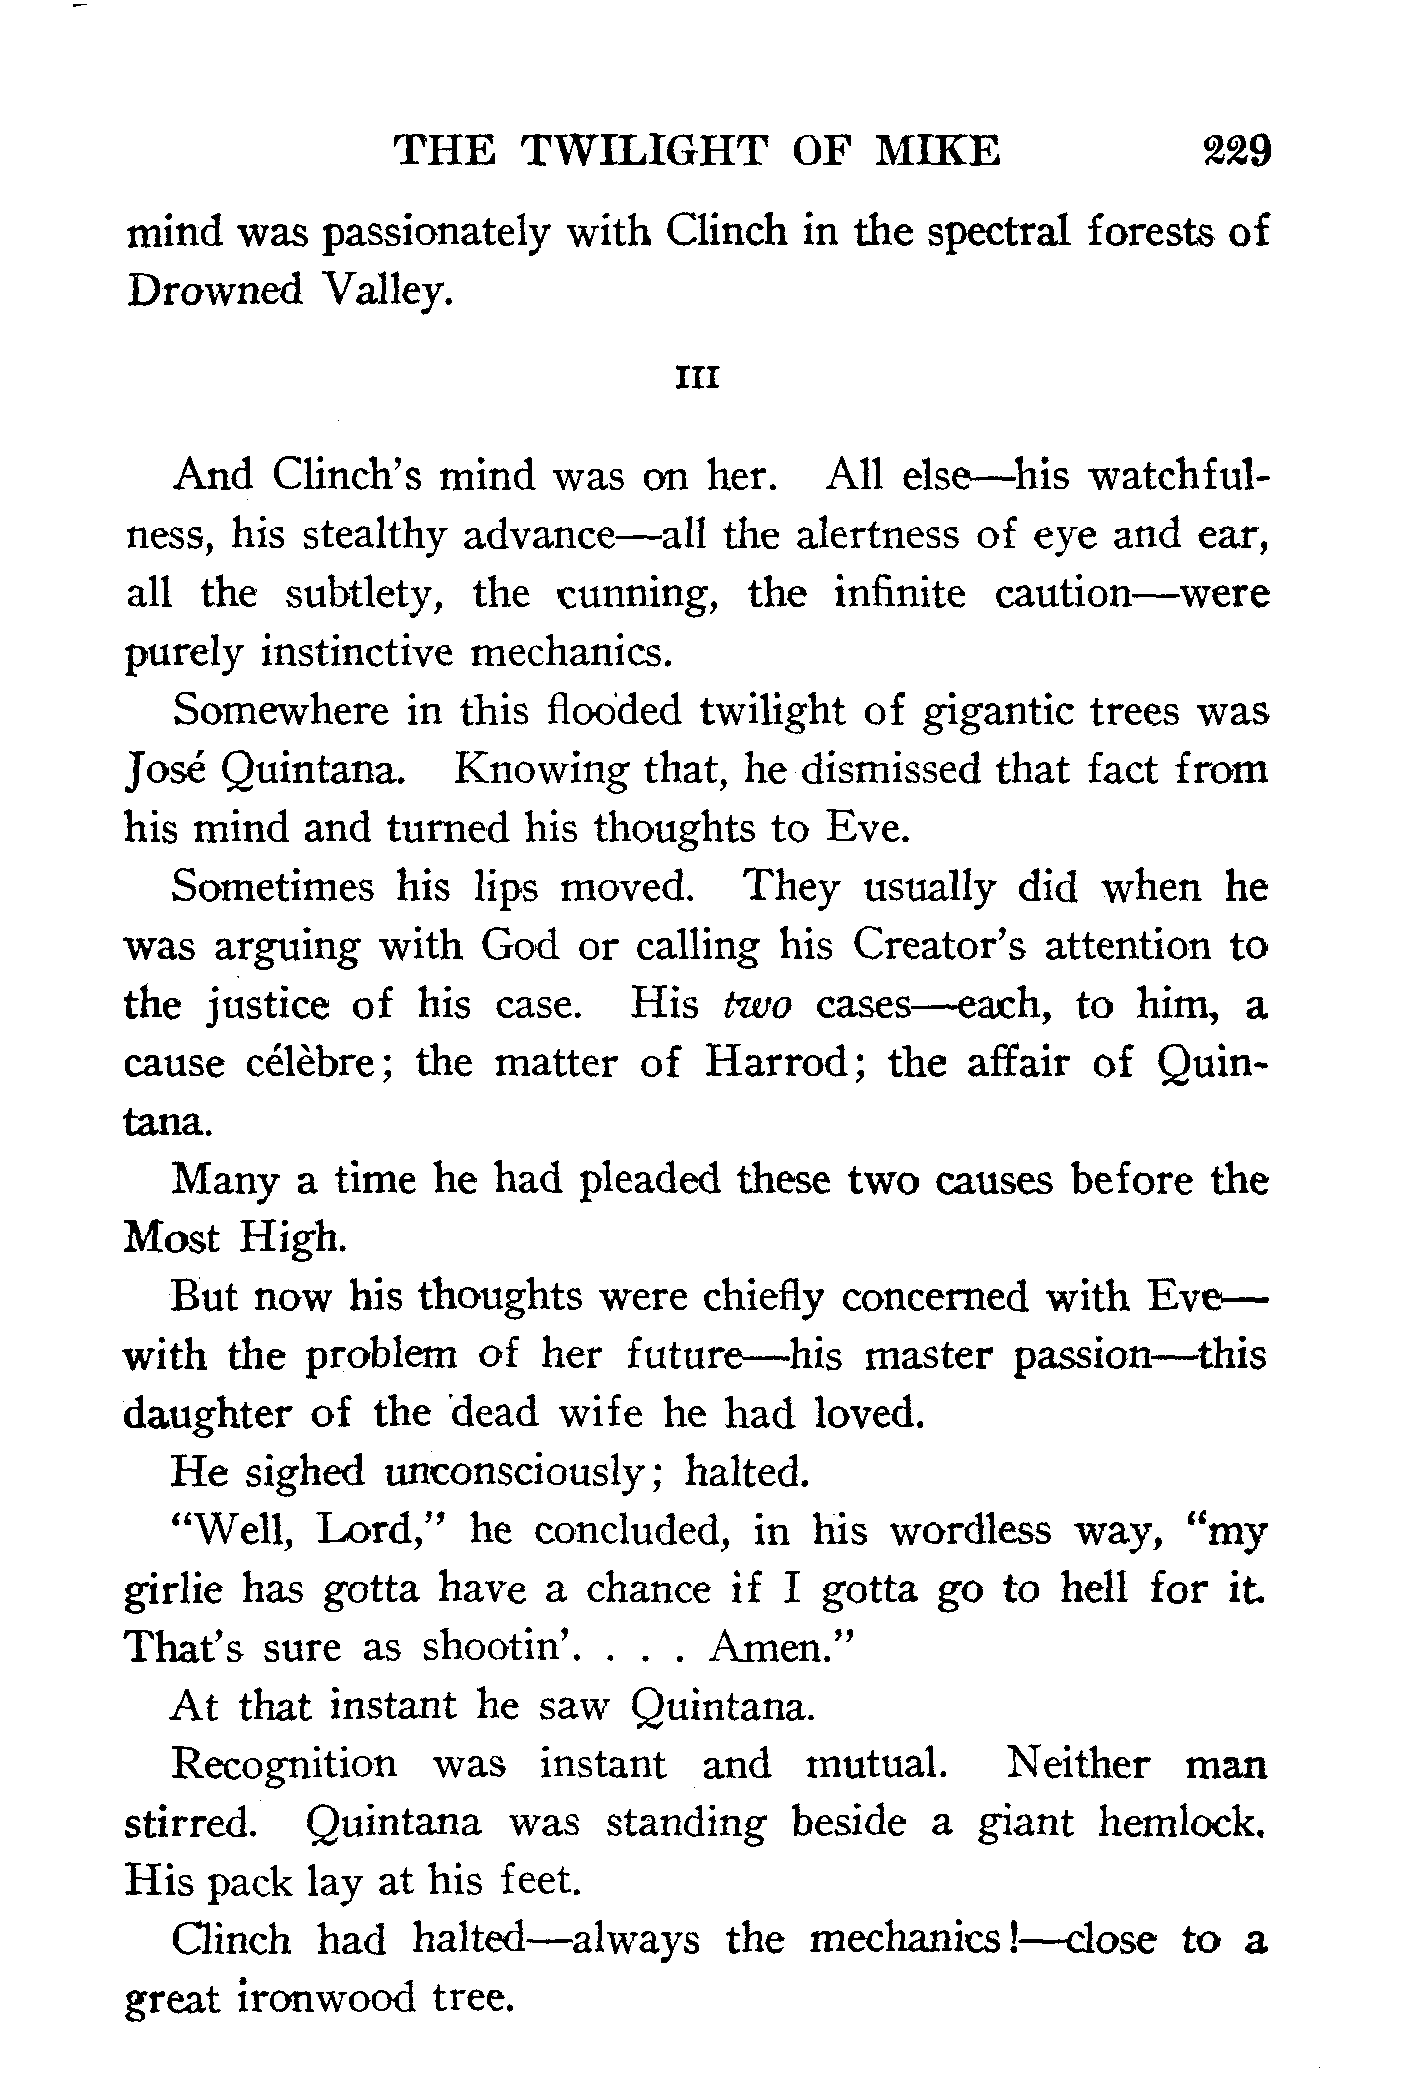 THE TWILIGHT OF MIKE 229
mind was passionately with Clinch in the spectral forests of
Drowned Valley.
III
And Clinch's mind was on her. All else—his watchful-
ness, his stealthy advance—all the alertness of eye and ear,
all the subtlety, the cunning, the infinite caution—were
purely instinctive mechanics.
Somewhere in this flooded twilight of gigantic trees was
José Quintana. Knowing that, he dismissed that fact from
his mind and turned his thoughts to Eve.
Sometimes his lips moved. They usually did when he
was arguing with God or calling his Creator's attention to
the justice of his case. His two cases—each, to him, a
cause célèbre; the matter of Harrod; the affair of Quin-
tana.
Many a time he had pleaded these two causes before the
Most High.
But now his thoughts were chiefly concerned with Eve—
with the problem of her future—his master passion—this
daughter of the dead wife he had loved.
He sighed unconsciously; halted.
"Well, Lord," he concluded, in his wordless way, "my
girlie has gotta have a chance if I gotta go to hell for it.
That's sure as shootin'. . . . Amen."
At that instant he saw Quintana.
Recognition was instant and mutual. Neither man
stirred. Quintana was standing beside a giant hemlock.
His pack lay at his feet.
Clinch had halted—always the mechanics!—close to a
great ironwood tree.